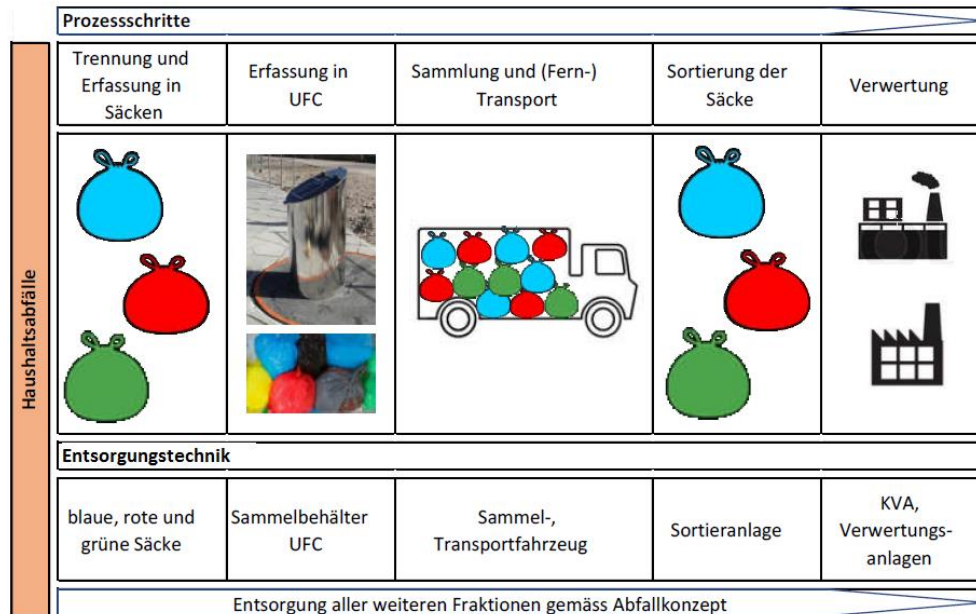 Prozessschritte
Haushaltsabfälle
Trennung und
Erfassung in
Säcken
Erfassung in
UFC
Sammlung und (Fern-)
Transport
Sortierung der
Säcke
Verwertung
Entsorgungstechnik
blaue, rote und
grüne Säcke
Sammelbehälter
UFC
Sammel-,
Transportfahrzeug
Sortieranlage
KVA,
Verwertungs-
anlagen
Entsorgung aller weiteren Fraktionen gemäss Abfallkonzept